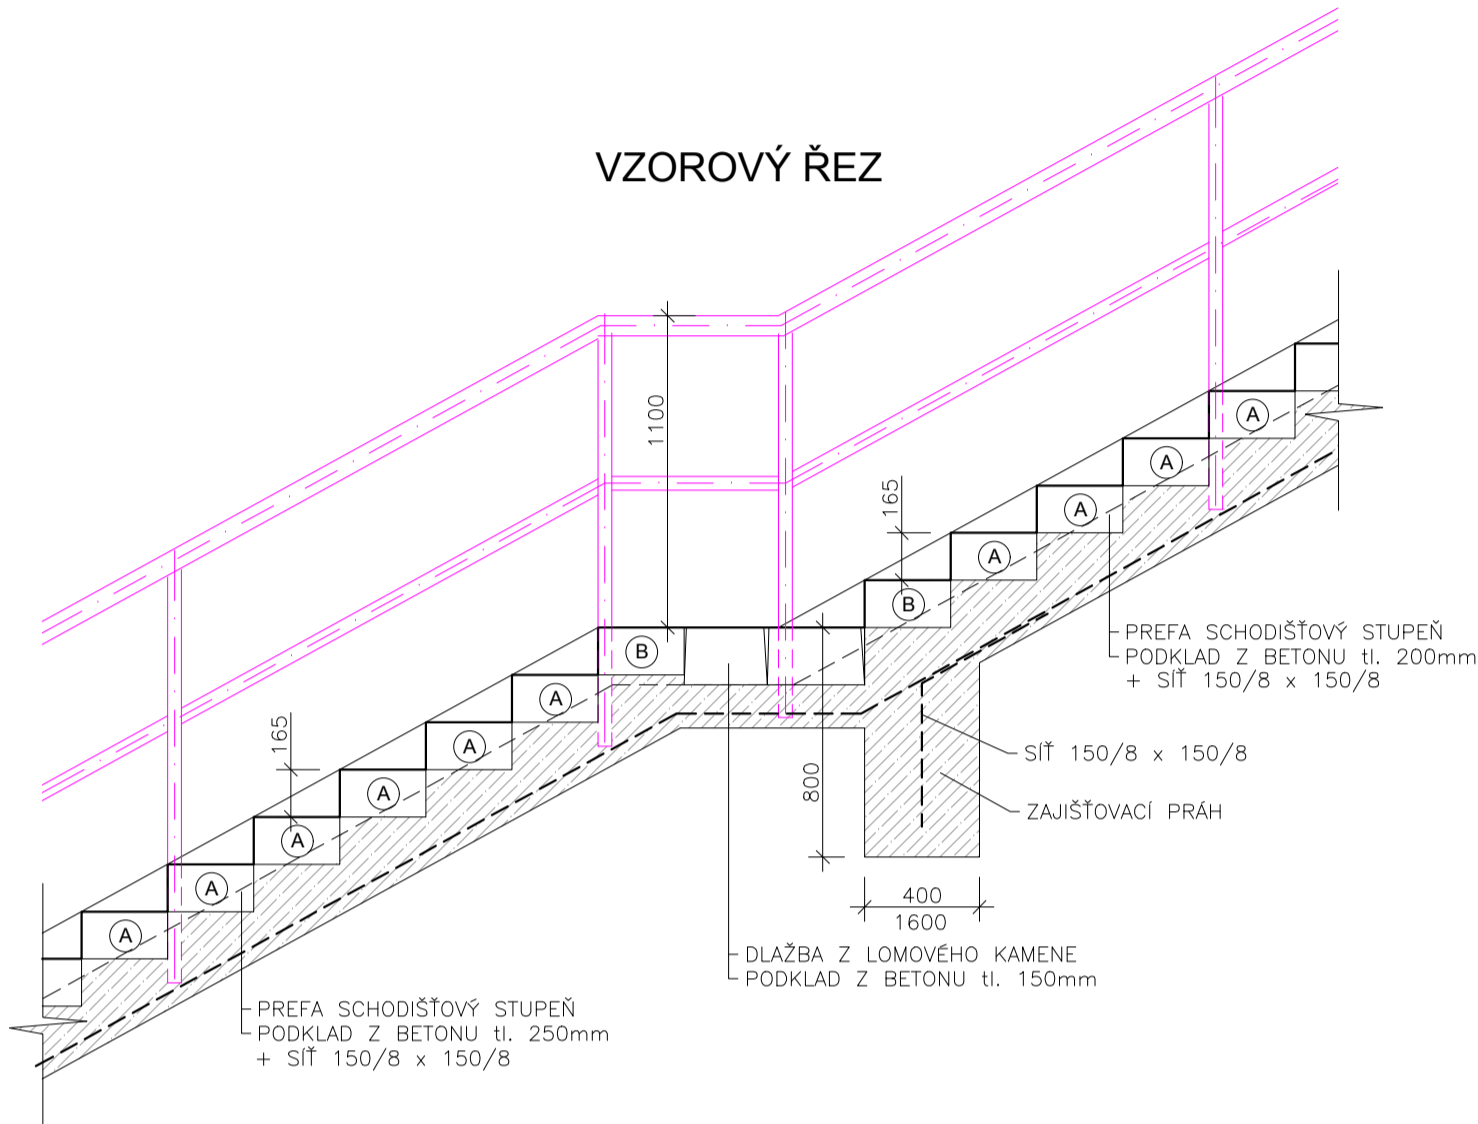 VZOROVÝ ŘEZ
1100
165
A
A
A
A
B
PREFA SCHODIŠŤOVÝ STUPEŇ
PODKLAD Z BETONU tl. 200mm
+ SÍŤ 150/8 x 150/8
B
A
A
A
A
A
A
165
800
SÍŤ 150/8 x 150/8
ZAJIŠŤOVACÍ PRÁH
400
1600
DLAŽBA Z LOMOVÉHO KAMENE
PODKLAD Z BETONU tl. 150mm
PREFA SCHODIŠŤOVÝ STUPEŇ
PODKLAD Z BETONU tl. 250mm
+ SÍŤ 150/8 x 150/8